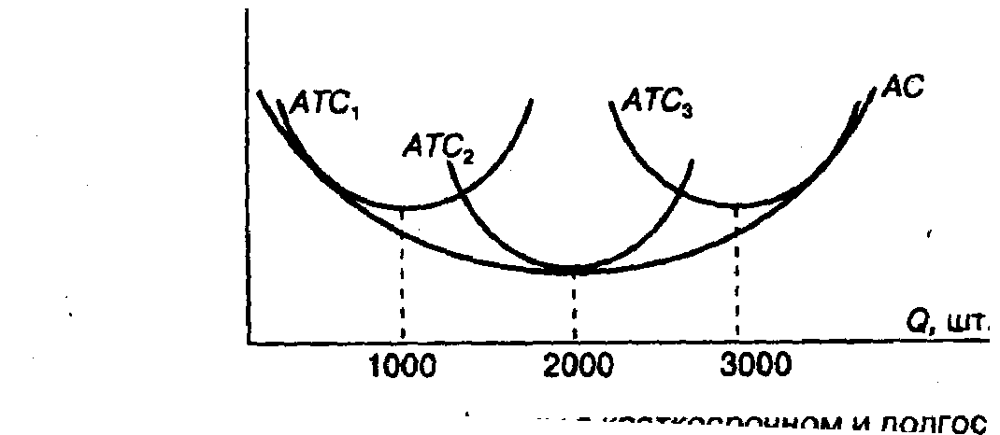 ATC₁
ATC₃
AC
ATC₂
Q, шт.
1000 2000 3000
и